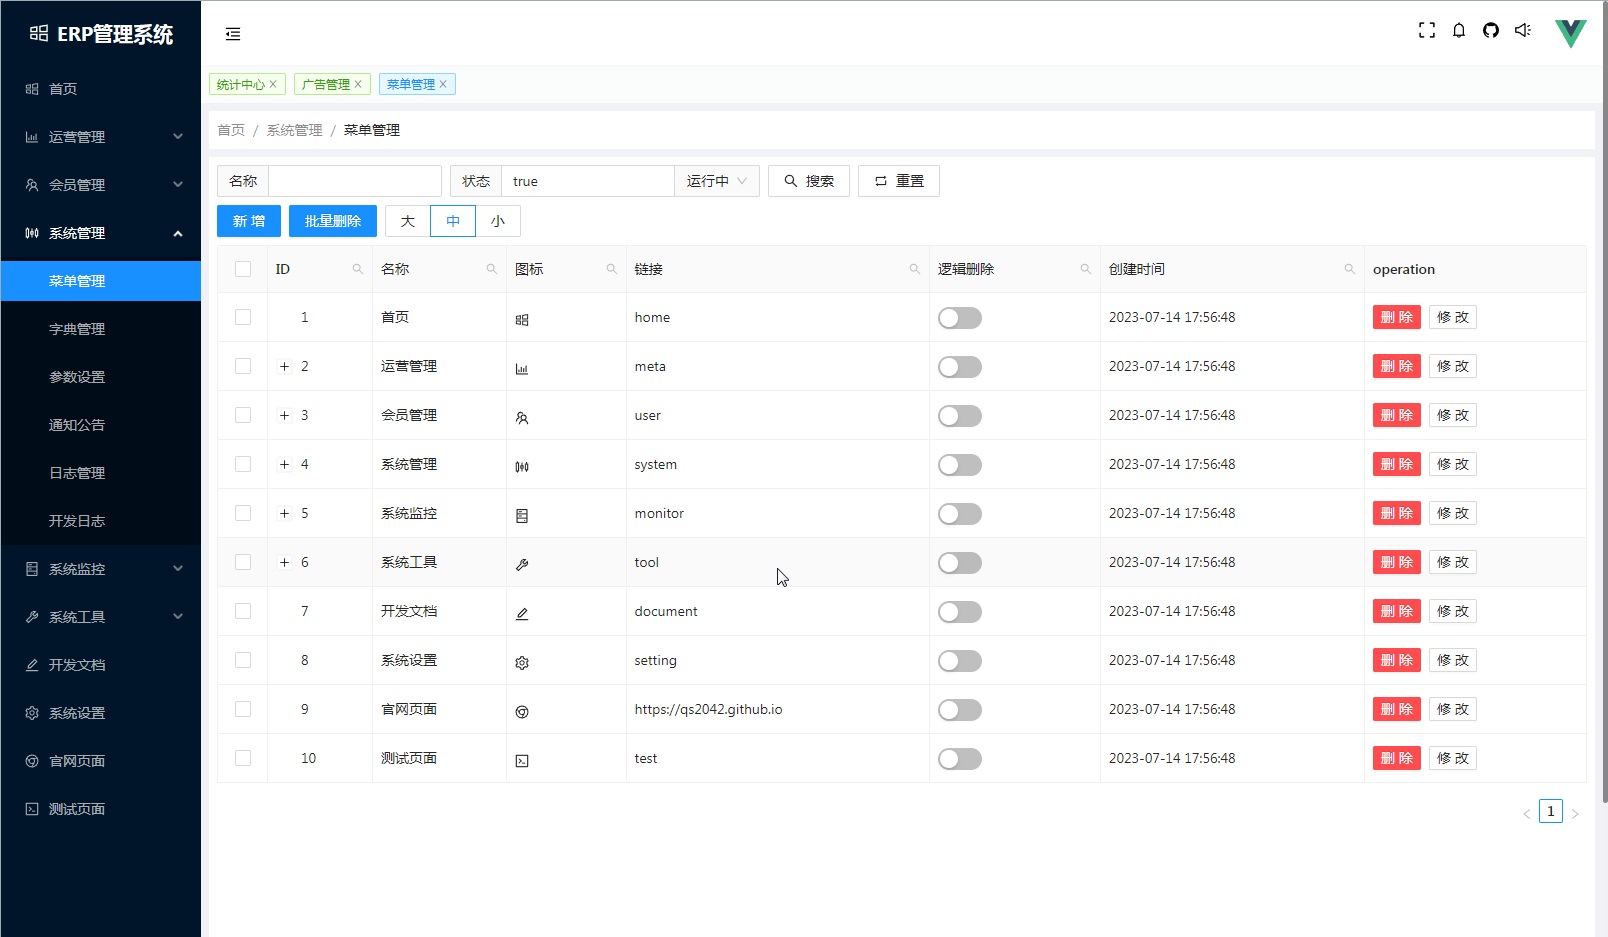 ERP管理系统
首页
运营管理
会员管理
系统管理
菜单管理
字典管理
参数设置
通知公告
日志管理
开发日志
系统监控
系统工具
开发文档
系统设置
官网页面
测试页面
统计中心 广告管理 菜单管理
首页 / 系统管理 / 菜单管理
名称 状态 true 运行中 搜索 重置
新 增 批量删除 大 中 小
ID 名称 图标 链接 逻辑删除 创建时间 operation
1 首页 home 2023-07-14 17:56:48 删 除 修 改
2 运营管理 meta 2023-07-14 17:56:48 删 除 修 改
3 会员管理 user 2023-07-14 17:56:48 删 除 修 改
4 系统管理 system 2023-07-14 17:56:48 删 除 修 改
5 系统监控 monitor 2023-07-14 17:56:48 删 除 修 改
6 系统工具 tool 2023-07-14 17:56:48 删 除 修 改
7 开发文档 document 2023-07-14 17:56:48 删 除 修 改
8 系统设置 setting 2023-07-14 17:56:48 删 除 修 改
9 官网页面 https://qs2042.github.io 2023-07-14 17:56:48 删 除 修 改
10 测试页面 test 2023-07-14 17:56:48 删 除 修 改
1